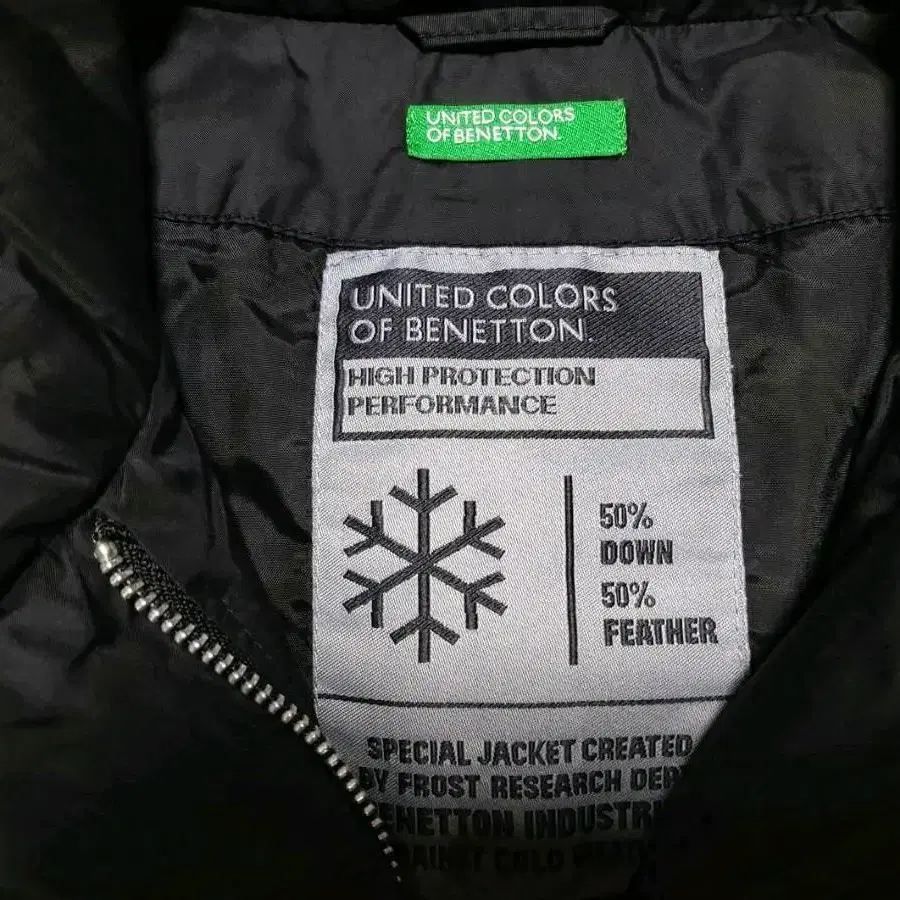 UNITED COLORS
OF BENETTON.
UNITED COLORS
OF BENETTON.
HIGH PROTECTION
PERFORMANCE
50%
DOWN
50%
FEATHER
SPECIAL JACKET CREATED
BY FROST RESEARCH
COLD